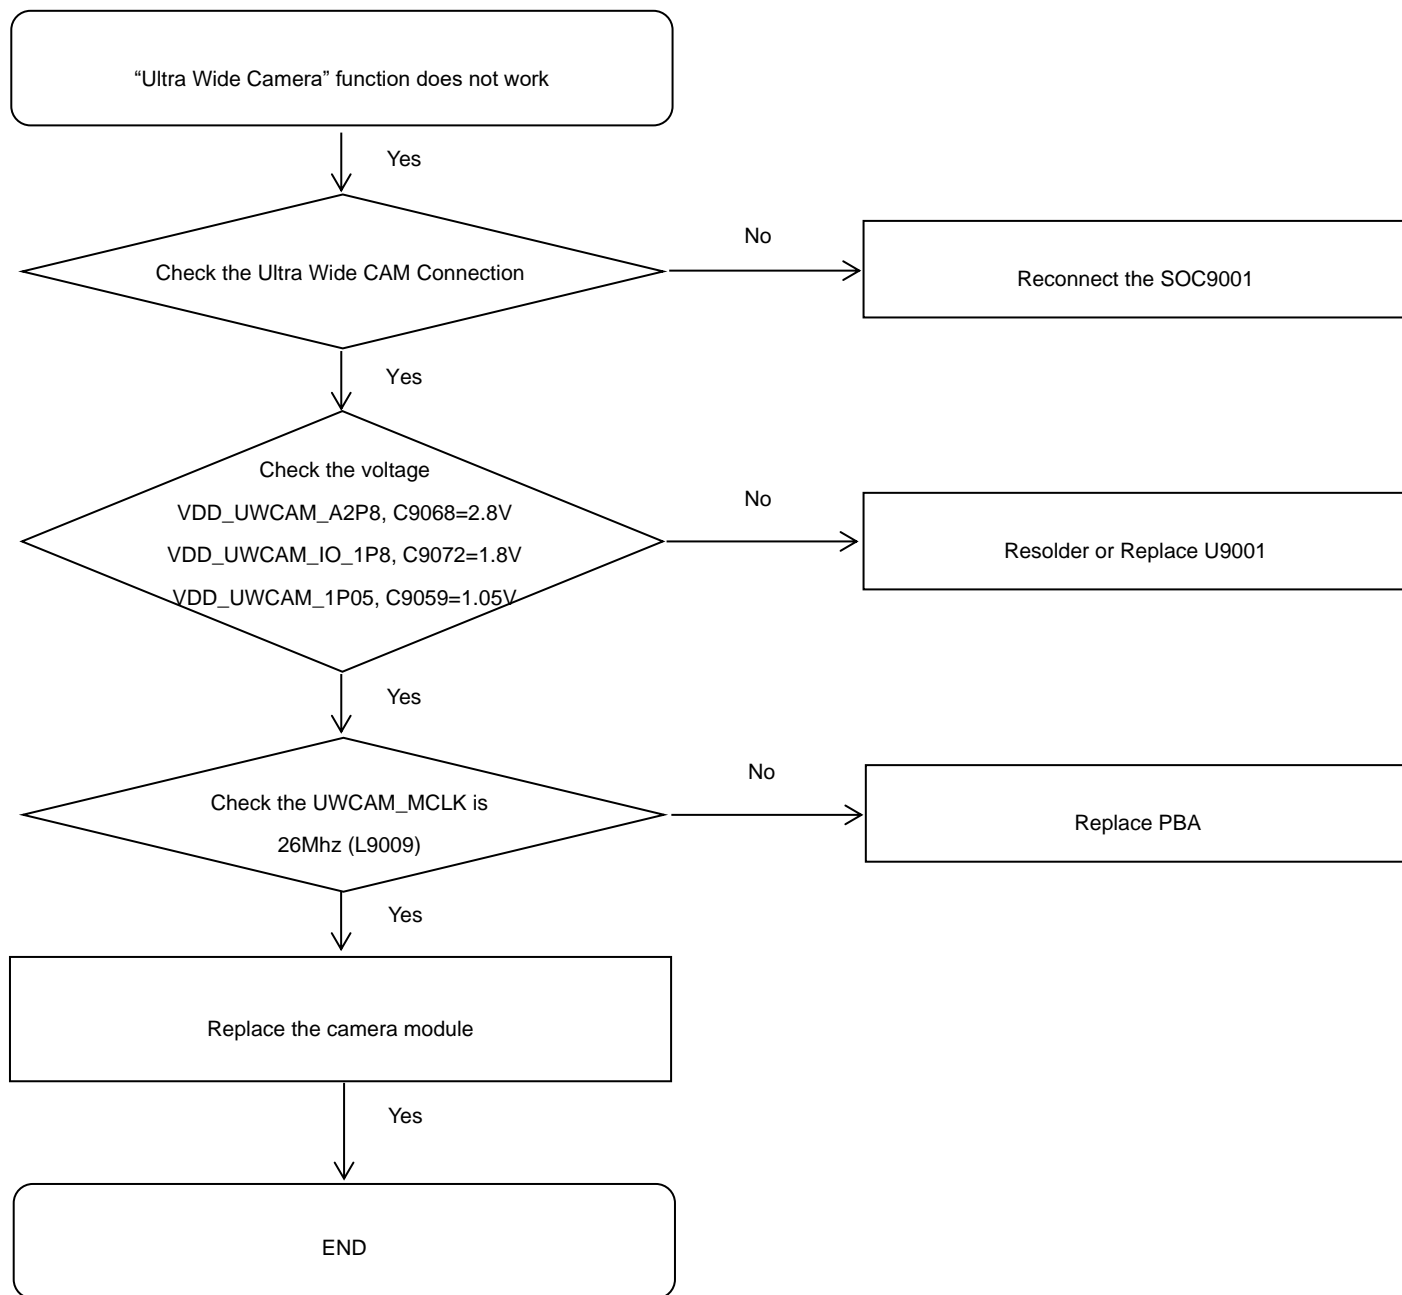 “Ultra Wide Camera” function does not work
Yes
Check the Ultra Wide CAM Connection
No
Reconnect the SOC9001
Yes
Check the voltage
VDD_UWCAM_A2P8, C9068=2.8V
VDD_UWCAM_IO_1P8, C9072=1.8V
VDD_UWCAM_1P05, C9059=1.05V
No
Resolder or Replace U9001
Yes
Check the UWCAM_MCLK is
26Mhz (L9009)
No
Replace PBA
Yes
Replace the camera module
Yes
END